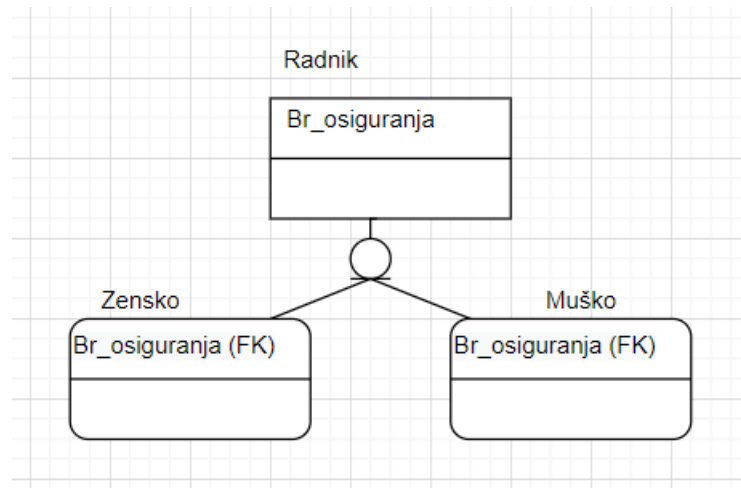 Radnik
Br_osiguranja
Zensko
Muško
Br_osiguranja (FK)
Br_osiguranja (FK)